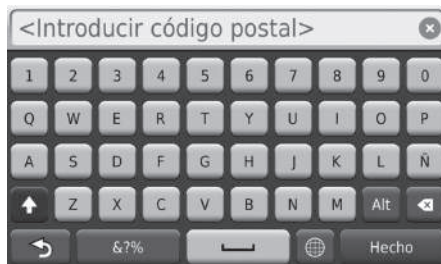 <Introducir código postal>
1 2 3 4 5 6 7 8 9 0
Q W E R T Y U I O P
A S D F G H J K L Ñ
Z X C V B N M Alt
&?% Hecho